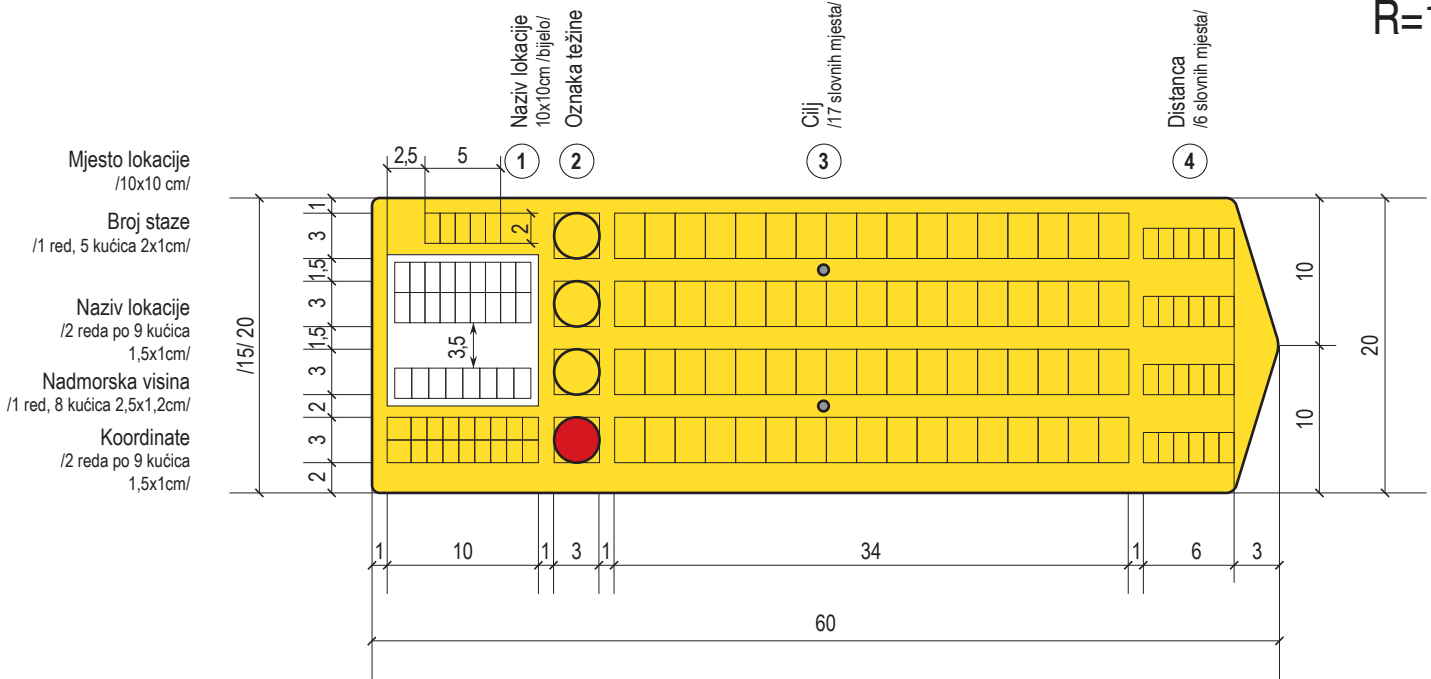 R=1
Naziv lokacije
10x10cm /bijelo/
Oznaka težine
Cilj
/17 slovnih mjesta/
Distanca
/6 slovnih mjesta/
1
2
3
4
Mjesto lokacije
/10x10 cm/
Broj staze
/1 red, 5 kućica 2x1cm/
Naziv lokacije
/2 reda po 9 kućica
1,5x1cm/
Nadmorska visina
/1 red, 8 kućica 2,5x1,2cm/
Koordinate
/2 reda po 9 kućica
1,5x1cm/
2,5
5
2
3,5
/15/ 20
1
3
1,5
3
1,5
3
2
3
2
10
10
20
1
10
1
3
1
34
1
6
3
60